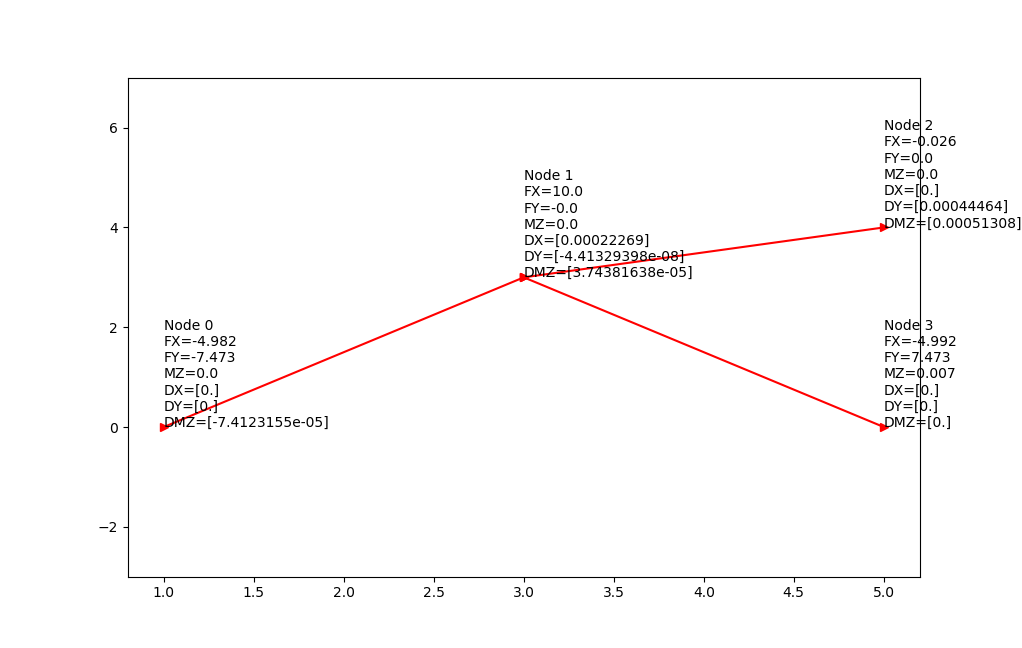 6
4
2
0
−2
1.0
1.5
2.0
2.5
3.0
3.5
4.0
4.5
5.0
Node 0
FX=-4.982
FY=-7.473
MZ=0.0
DX=[0.]
DY=[0.]
DMZ=[-7.4123155e-05]
Node 1
FX=10.0
FY=-0.0
MZ=0.0
DX=[0.00022269]
DY=[-4.41329398e-08]
DMZ=[3.74381638e-05]
Node 2
FX=-0.026
FY=0.0
MZ=0.0
DX=[0.]
DY=[0.00044464]
DMZ=[0.00051308]
Node 3
FX=-4.992
FY=7.473
MZ=0.007
DX=[0.]
DY=[0.]
DMZ=[0.]